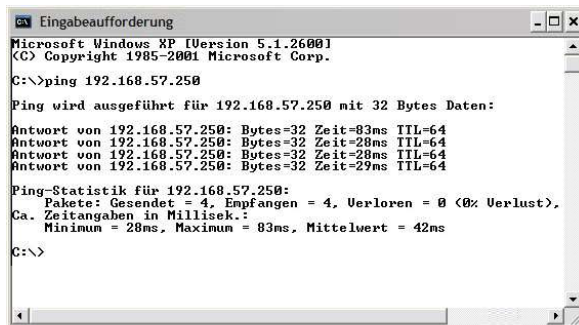 Eingabeaufforderung
Microsoft Windows XP [Version 5.1.2600]
(C) Copyright 1985-2001 Microsoft Corp.
C:\>ping 192.168.57.250
Ping wird ausgeführt für 192.168.57.250 mit 32 Bytes Daten:
Antwort von 192.168.57.250: Bytes=32 Zeit=83ms TTL=64
Antwort von 192.168.57.250: Bytes=32 Zeit=28ms TTL=64
Antwort von 192.168.57.250: Bytes=32 Zeit=28ms TTL=64
Antwort von 192.168.57.250: Bytes=32 Zeit=29ms TTL=64
Ping-Statistik für 192.168.57.250:
Pakete: Gesendet = 4, Empfangen = 4, Verloren = 0 (0% Verlust),
Ca. Zeitangaben in Millisek.:
Minimum = 28ms, Maximum = 83ms, Mittelwert = 42ms
C:\>